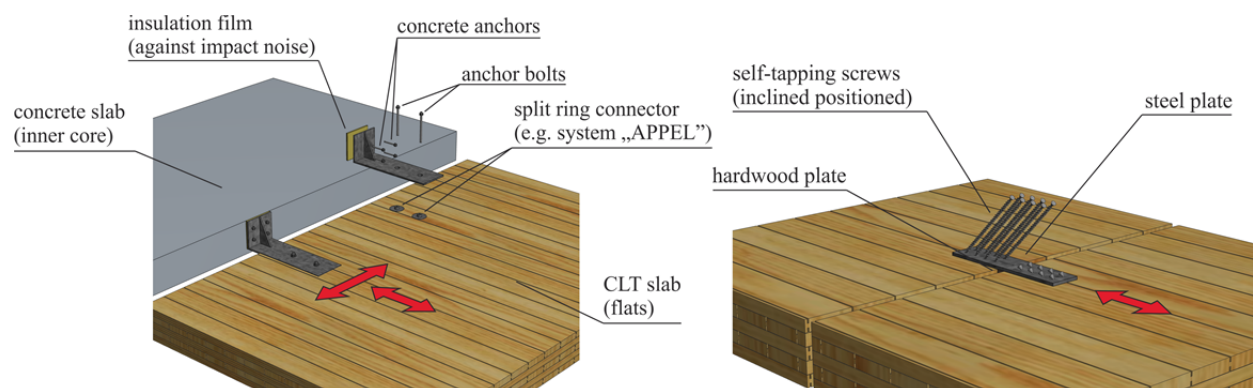 insulation film
(against impact noise)
concrete anchors
anchor bolts
concrete slab
(inner core)
split ring connector
(e.g. system „APPEL”)
CLT slab
(flats)
self-tapping screws
(inclined positioned)
steel plate
hardwood plate